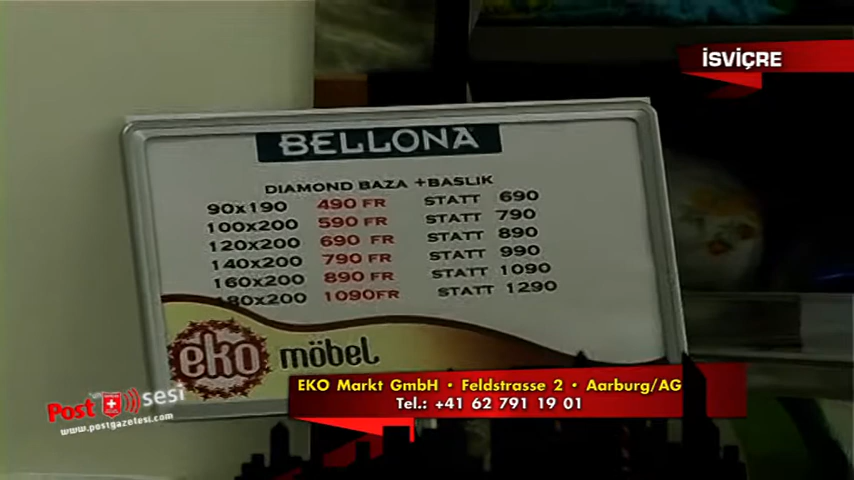 İSVİÇRE
BELLONA
DIAMOND BAZA +BASLIK
90x190 490 FR STATT 690
100x200 590 FR STATT 790
120x200 690 FR STATT 890
140x200 790 FR STATT 990
160x200 890 FR STATT 1090
180x200 1090FR STATT 1290
eko möbel
EKO Markt GmbH • Feldstrasse 2 • Aarburg/AG
Tel.: +41 62 791 19 01
Post sesi
www.postgazetesi.com